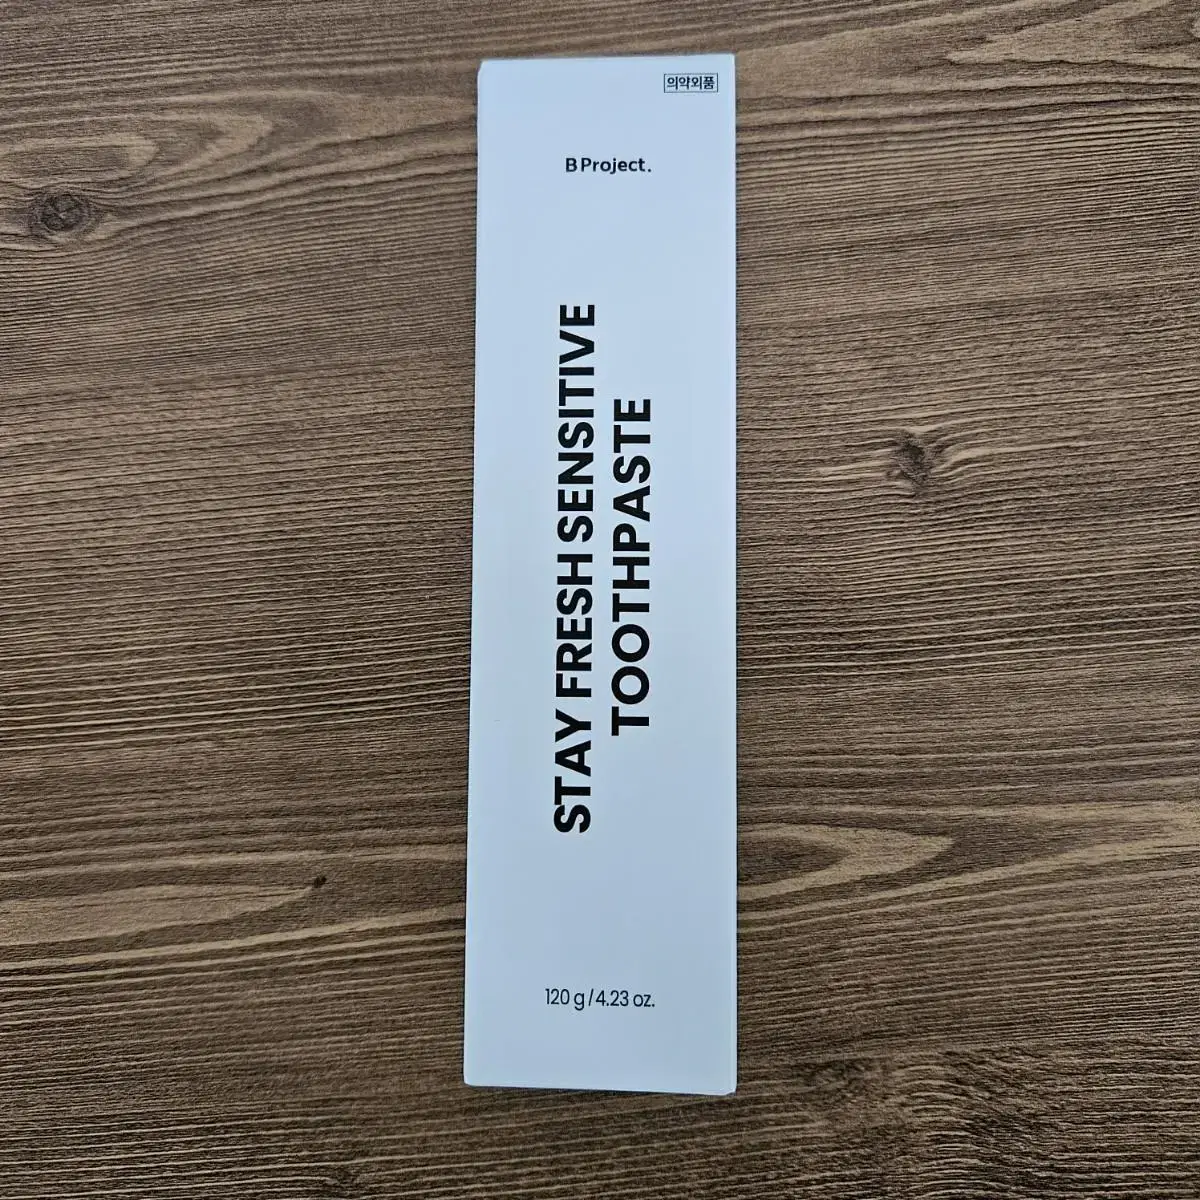 의약외품
B Project.
STAY FRESH SENSITIVE
TOOTHPASTE
120 g / 4.23 oz.